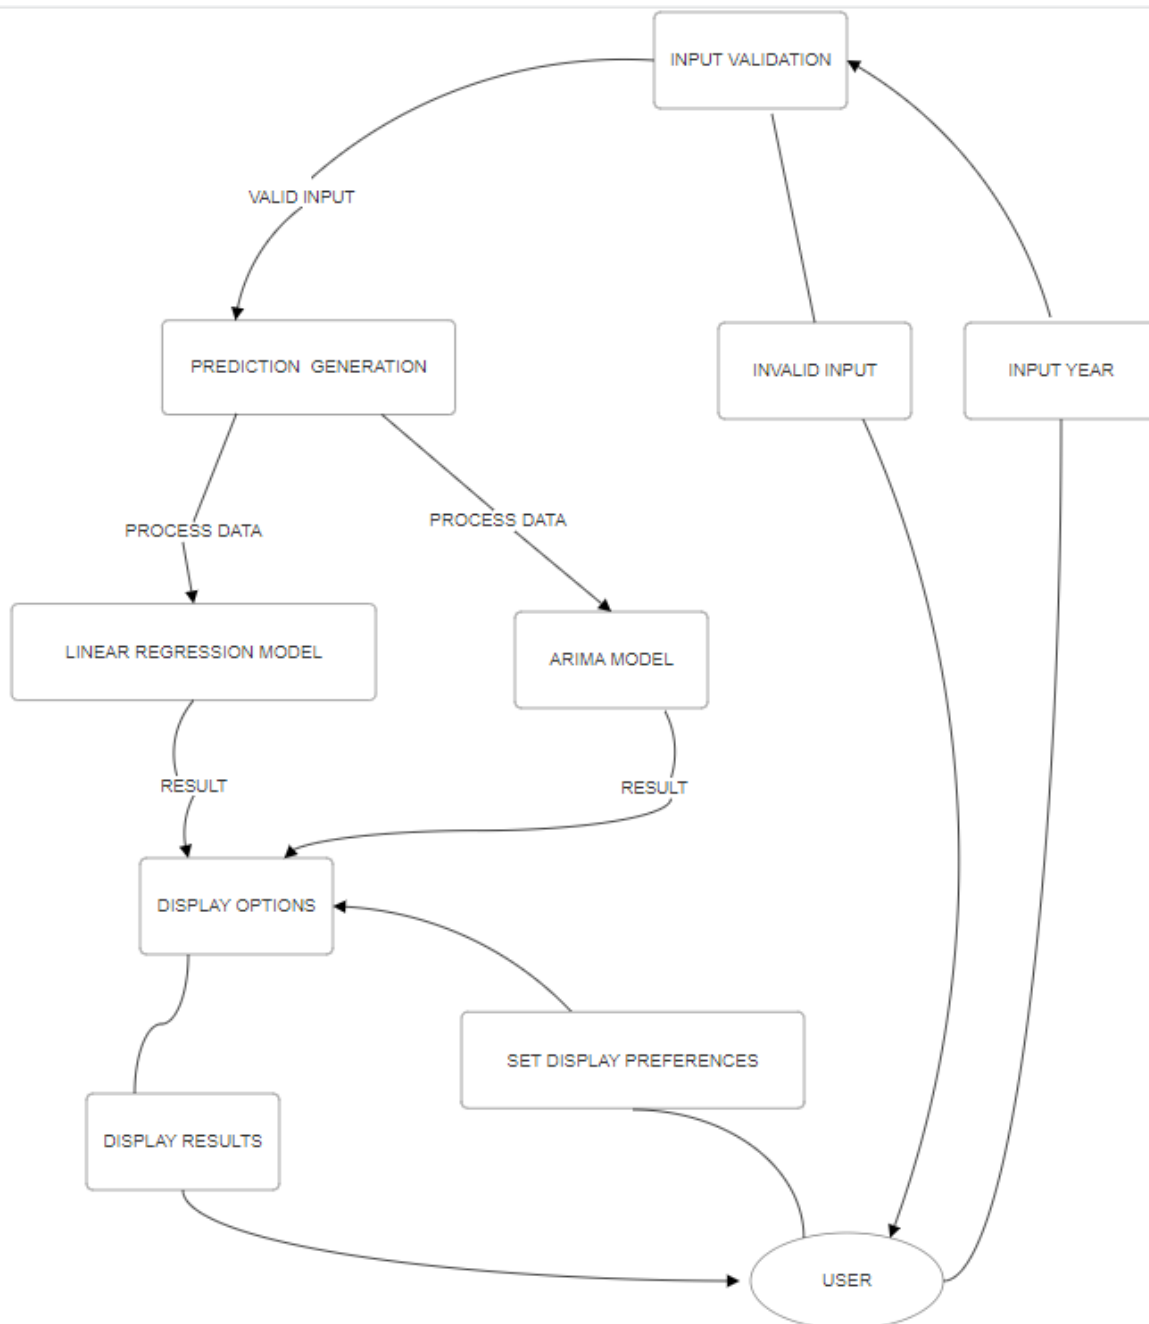 INPUT VALIDATION
VALID INPUT
PREDICTION  GENERATION
INVALID INPUT
INPUT YEAR
PROCESS DATA
PROCESS DATA
LINEAR REGRESSION MODEL
ARIMA MODEL
RESULT
RESULT
DISPLAY OPTIONS
SET DISPLAY PREFERENCES
DISPLAY RESULTS
USER